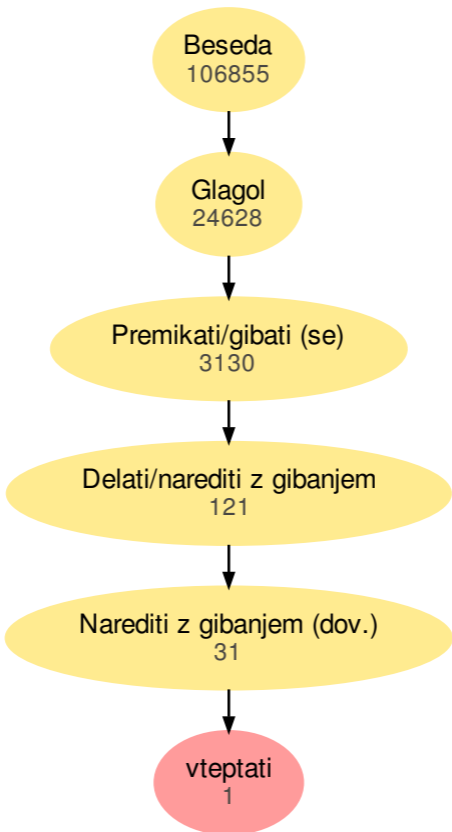 Beseda
106855
Glagol
24628
Premikati/gibati (se)
3130
Delati/narediti z gibanjem
121
Narediti z gibanjem (dov.)
31
vteptati
1